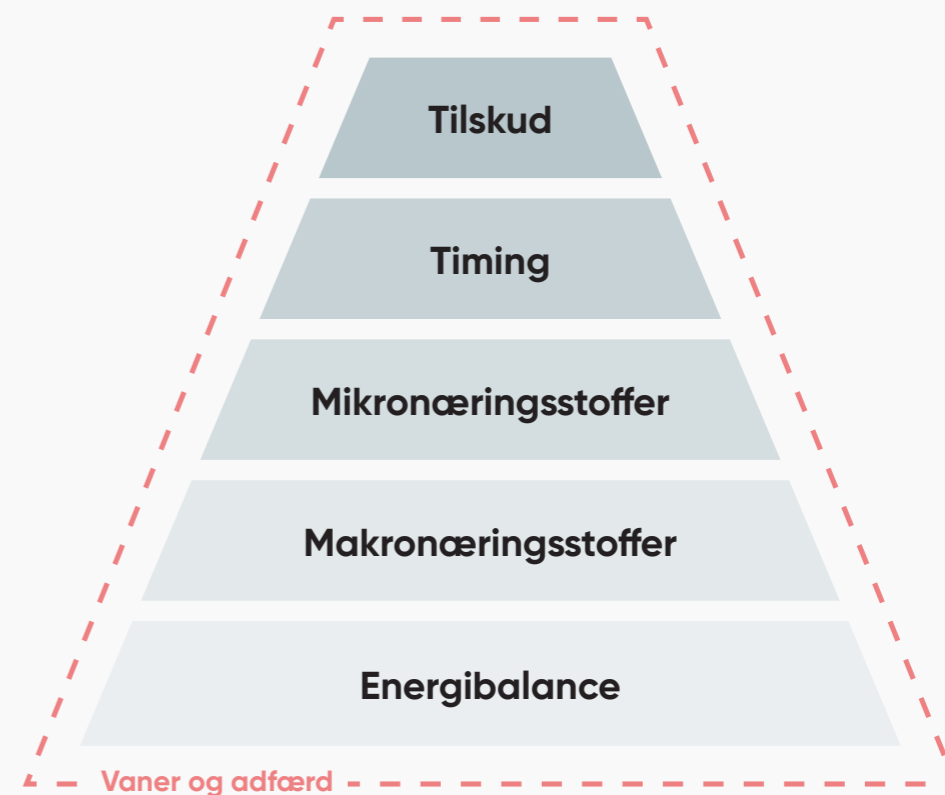 Tilskud
Timing
Mikronæringsstoffer
Makronæringsstoffer
Energibalance
Vaner og adfærd